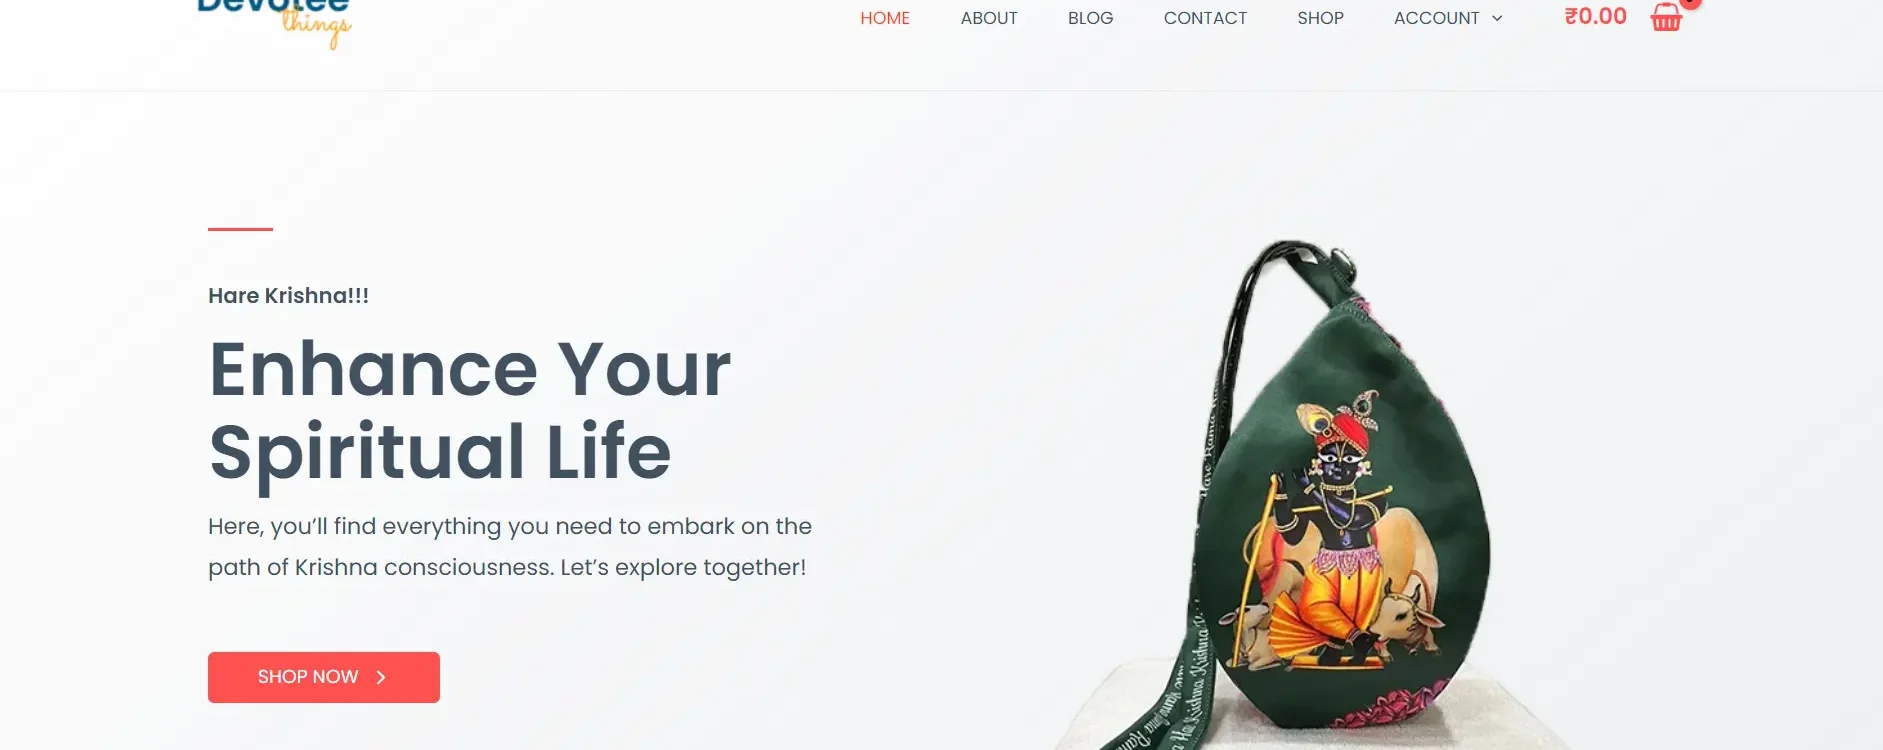 Devotee
things
HOME ABOUT BLOG CONTACT SHOP ACCOUNT ₹0.00
Hare Krishna!!!
Enhance Your
Spiritual Life
Here, you’ll find everything you need to embark on the
path of Krishna consciousness. Let’s explore together!
SHOP NOW
Hare Rama
Krishna
Hare Krishna
Rama